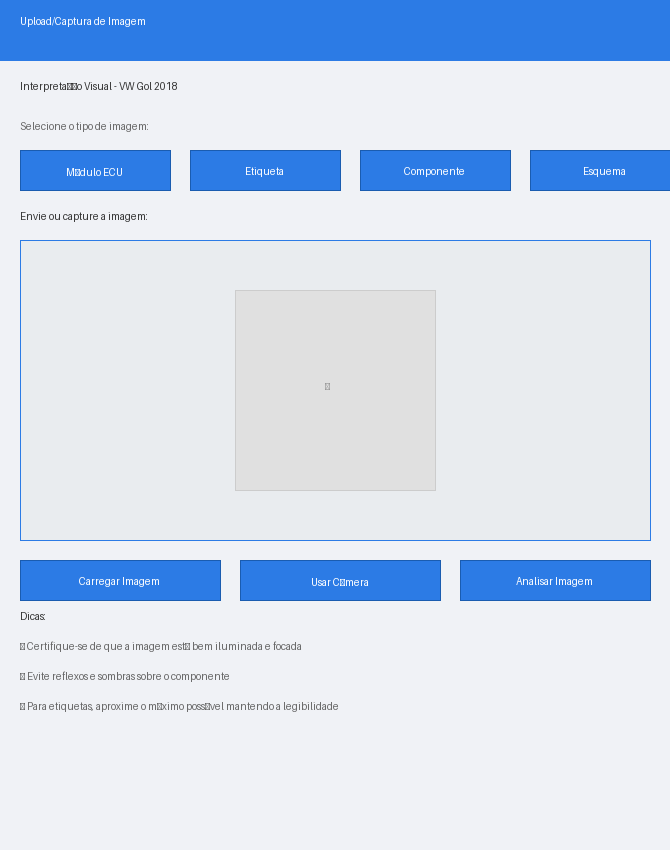 Upload/Captura de Imagem
Interpreta▯▯o Visual - VW Gol 2018
Selecione o tipo de imagem:
M▯dulo ECU
Etiqueta
Componente
Esquema
Envie ou capture a imagem:
▯
Carregar Imagem
Usar C▯mera
Analisar Imagem
Dicas:
▯ Certifique-se de que a imagem est▯ bem iluminada e focada
▯ Evite reflexos e sombras sobre o componente
▯ Para etiquetas, aproxime o m▯ximo poss▯vel mantendo a legibilidade